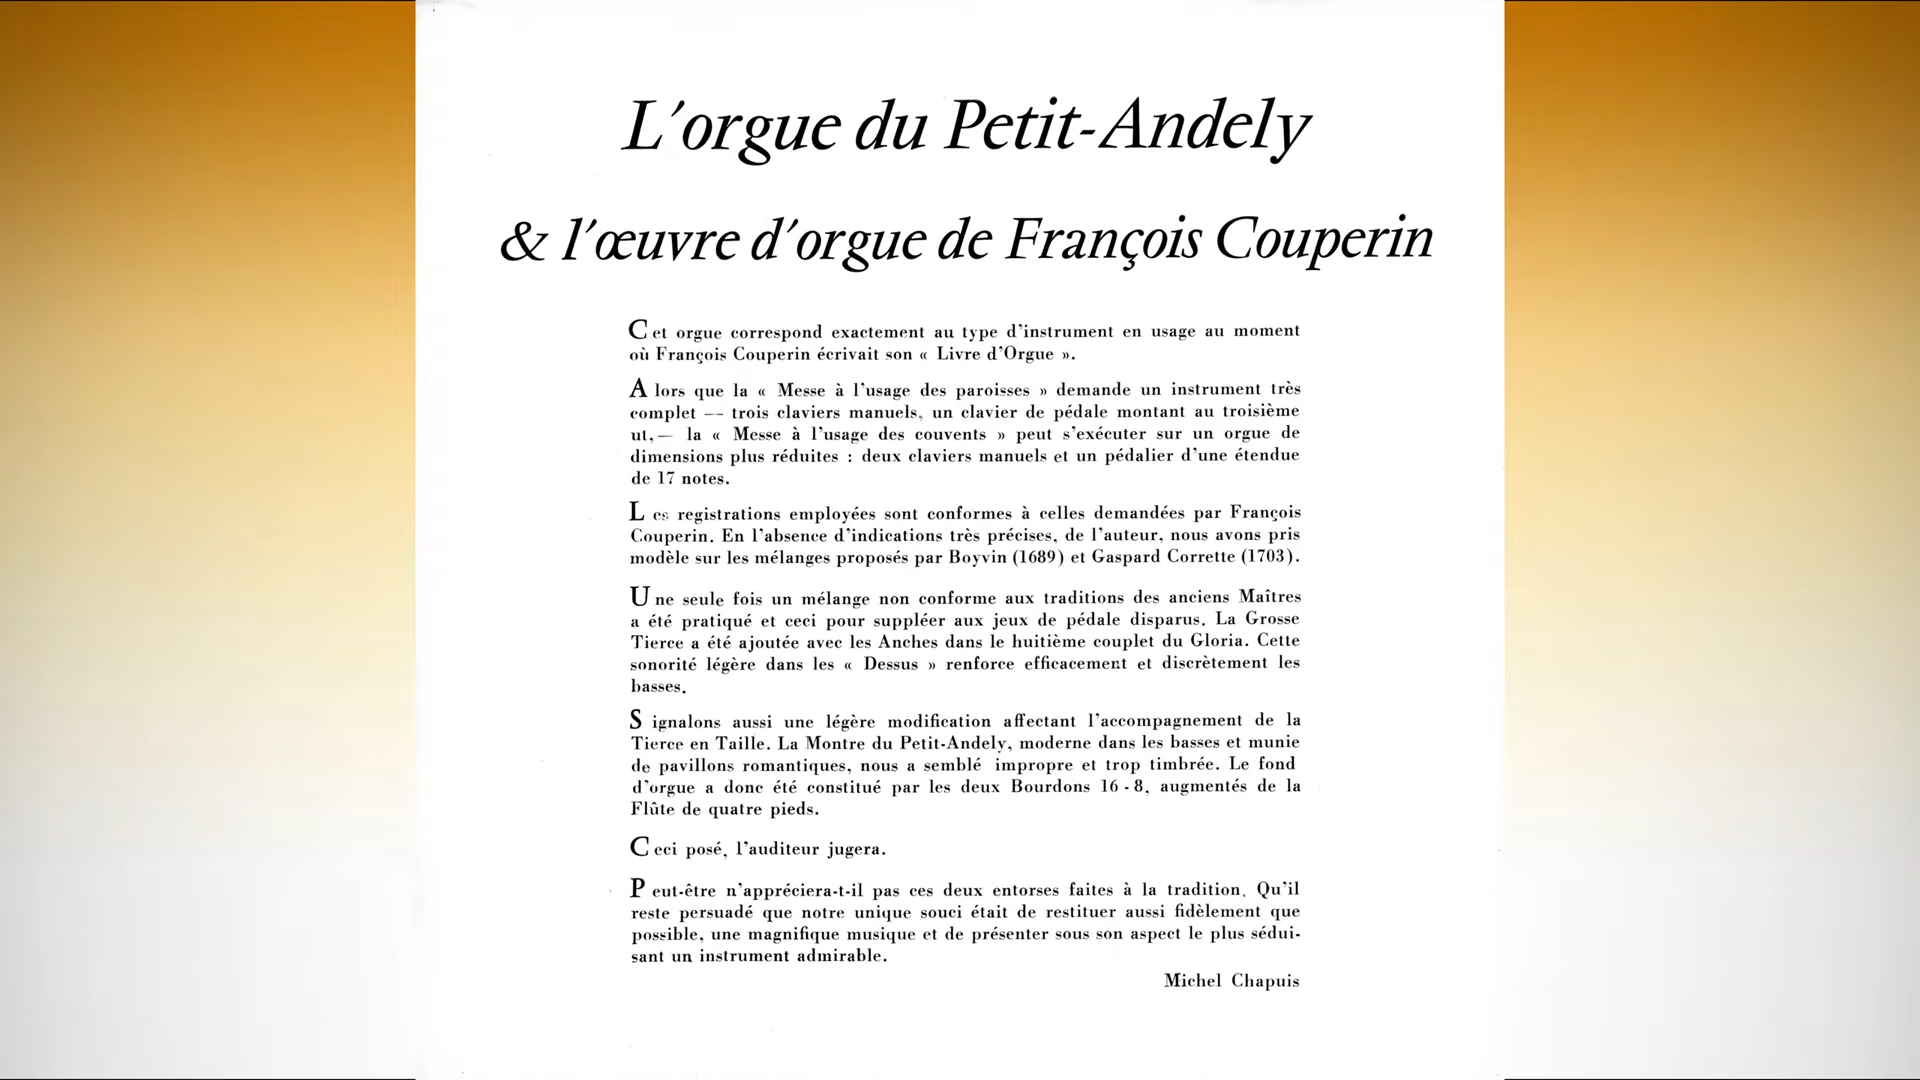 L'orgue du Petit-Andely
& l'œuvre d'orgue de François Couperin
Cet orgue correspond exactement au type d'instrument en usage au moment
où François Couperin écrivait son « Livre d'Orgue ».
Alors que la « Messe à l'usage des paroisses » demande un instrument très
complet — trois claviers manuels, un clavier de pédale montant au troisième
ut, — la « Messe à l'usage des couvents » peut s'exécuter sur un orgue de
dimensions plus réduites : deux claviers manuels et un pédalier d'une étendue
de 17 notes.
Les registrations employées sont conformes à celles demandées par François
Couperin. En l'absence d'indications très précises, de l'auteur, nous avons pris
modèle sur les mélanges proposés par Boyvin (1689) et Gaspard Corrette (1703).
Une seule fois un mélange non conforme aux traditions des anciens Maîtres
a été pratiqué et ceci pour suppléer aux jeux de pédale disparus. La Grosse
Tierce a été ajoutée avec les Anches dans le huitième couplet du Gloria. Cette
sonorité légère dans les « Dessus » renforce efficacement et discrètement les
basses.
Signalons aussi une légère modification affectant l'accompagnement de la
Tierce en Taille. La Montre du Petit-Andely, moderne dans les basses et munie
de pavillons romantiques, nous a semblé impropre et trop timbrée. Le fond
d'orgue a donc été constitué par les deux Bourdons 16 - 8, augmentés de la
Flûte de quatre pieds.
Ceci posé, l'auditeur jugera.
Peut-être n'appréciera-t-il pas ces deux entorses faites à la tradition. Qu'il
reste persuadé que notre unique souci était de restituer aussi fidèlement que
possible, une magnifique musique et de présenter sous son aspect le plus sédui-
sant un instrument admirable.
Michel Chapuis